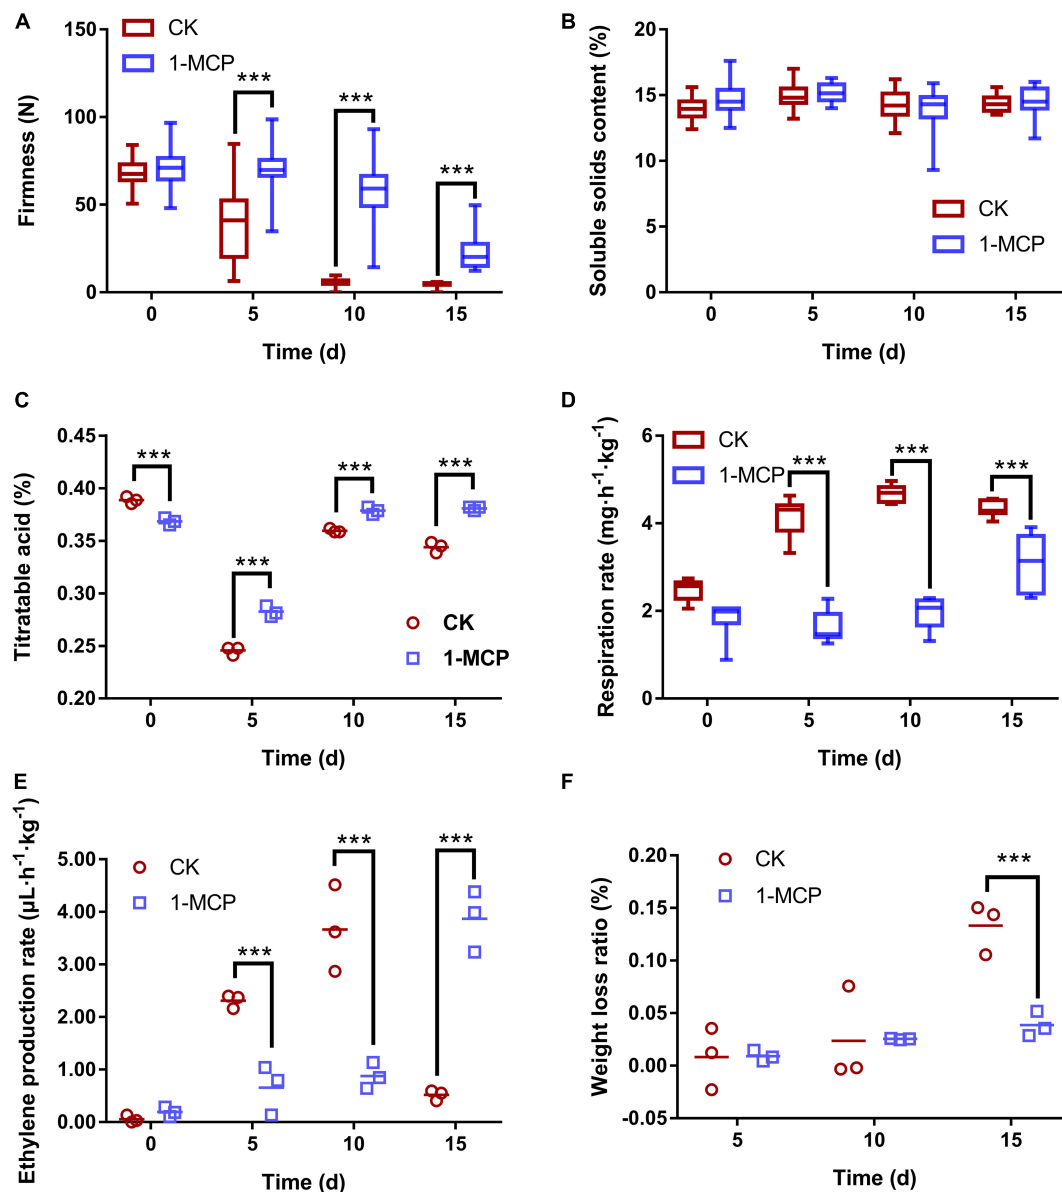 A
Firmness (N)
150
100
50
0
CK
1-MCP
***
***
***
0 5 10 15
Time (d)
B
Soluble solids content (%)
20
15
10
5
0
CK
1-MCP
0 5 10 15
Time (d)
C
Titratable acid (%)
0.45
0.40
0.35
0.30
0.25
0.20
***
***
***
***
CK
1-MCP
0 5 10 15
Time (d)
D
Respiration rate (mg·h⁻¹·kg⁻¹)
6
4
2
0
CK
1-MCP
***
***
***
0 5 10 15
Time (d)
E
Ethylene production rate (µL·h⁻¹·kg⁻¹)
5.00
4.00
3.00
2.00
1.00
0.00
CK
1-MCP
***
***
***
0 5 10 15
Time (d)
F
Weight loss ratio (%)
0.20
0.15
0.10
0.05
0.00
-0.05
CK
1-MCP
***
5 10 15
Time (d)